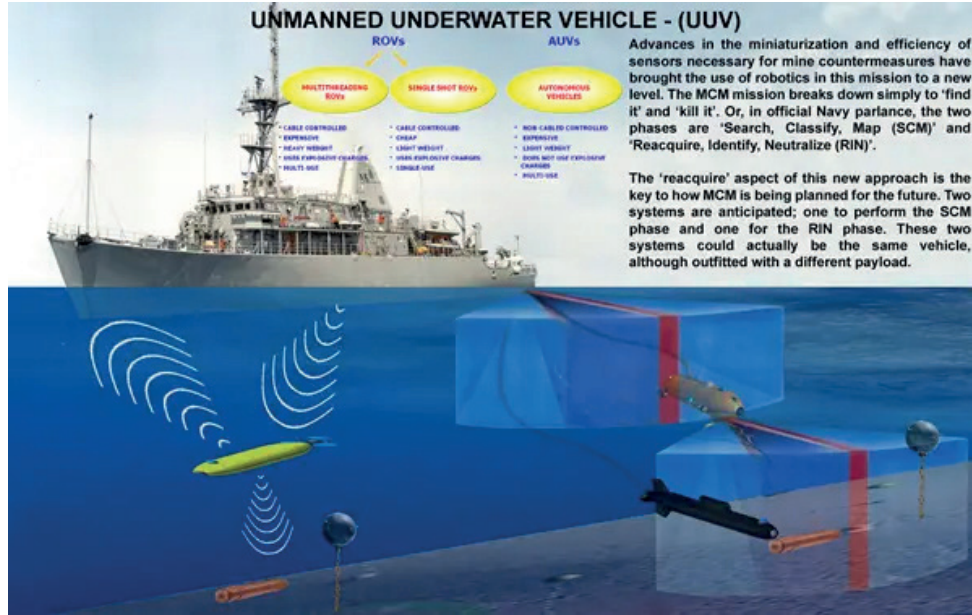 UNMANNED UNDERWATER VEHICLE - (UUV)
ROVs
AUVs
MULTITHREADING
ROVs
SINGLE SHOT ROVs
AUTONOMOUS
VEHICLES
* CABLE CONTROLLED
* EXPENSIVE
* HEAVY WEIGHT
* USES EXPLOSIVE CHARGES
* MULTI-USE
* CABLE CONTROLLED
* CHEAP
* LIGHT WEIGHT
* USES EXPLOSIVE CHARGES
* SINGLE-USE
* NON-CABLED CONTROLLED
* EXPENSIVE
* LIGHT WEIGHT
* DOES NOT USE EXPLOSIVE
CHARGES
* MULTI-USE
Advances in the miniaturization and efficiency of
sensors necessary for mine countermeasures have
brought the use of robotics in this mission to a new
level. The MCM mission breaks down simply to 'find
it' and 'kill it'. Or, in official Navy parlance, the two
phases are 'Search, Classify, Map (SCM)' and
'Reacquire, Identify, Neutralize (RIN)'.
The 'reacquire' aspect of this new approach is the
key to how MCM is being planned for the future. Two
systems are anticipated; one to perform the SCM
phase and one for the RIN phase. These two
systems could actually be the same vehicle,
although outfitted with a different payload.